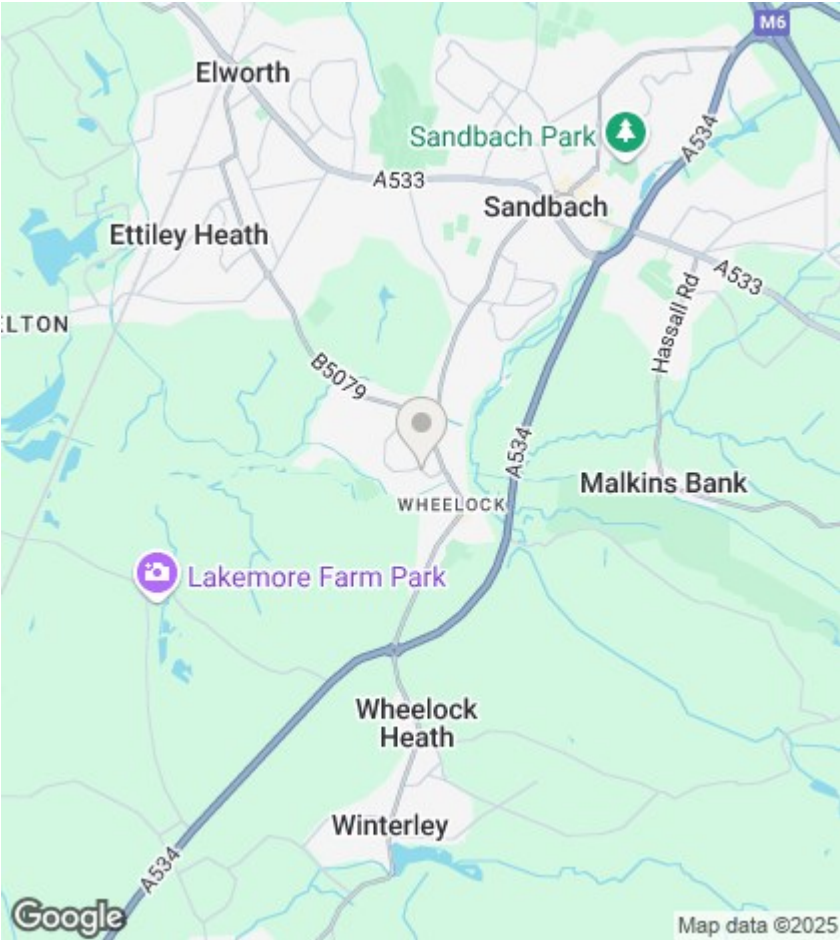 M6
Elworth
Sandbach Park
A534
A533
Sandbach
Ettiley Heath
A533
Hassall Rd
ELTON
B5079
A534
Malkins Bank
WHEELOCK
Lakemore Farm Park
Wheelock
Heath
Winterley
A534
Google
Map data ©2025